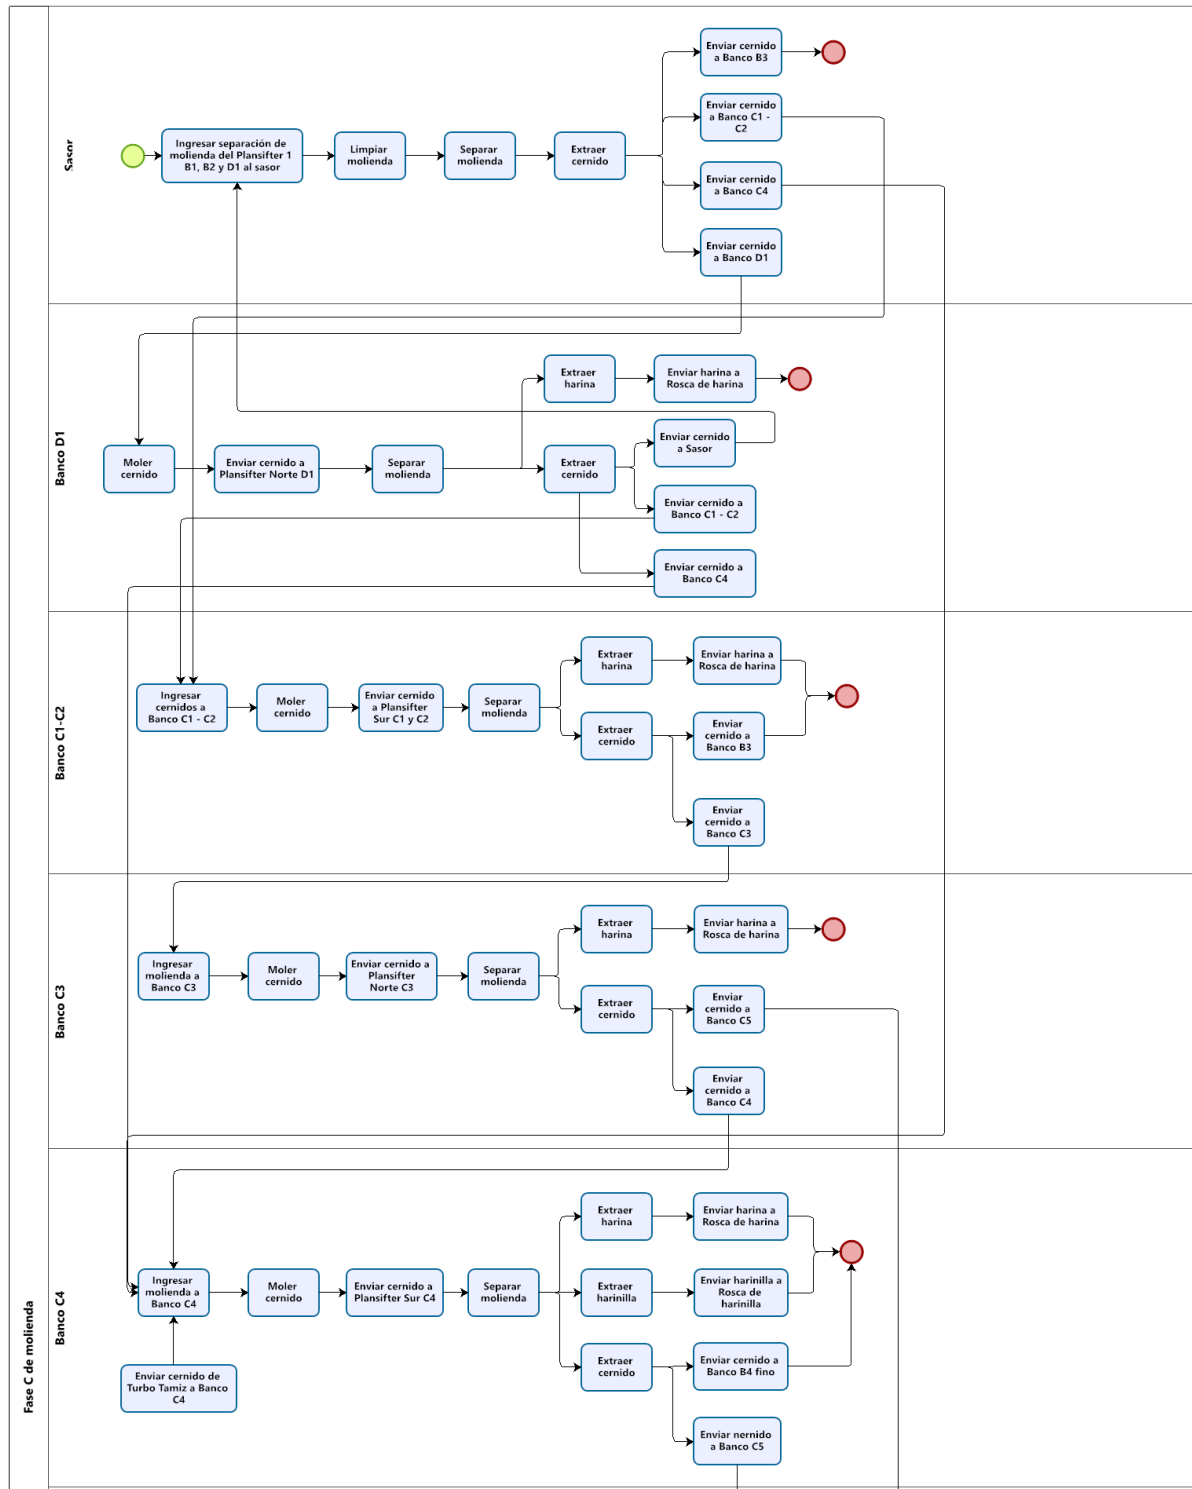 Fase C de molienda
Sasor
Ingresar separación de
molienda del Plansifter 1
B1, B2 y D1 al sasor
Limpiar
molienda
Separar
molienda
Extraer
cernido
Enviar cernido
a Banco B3
Enviar cernido
a Banco C1 -
C2
Enviar cernido
a Banco C4
Enviar cernido
a Banco D1
Banco D1
Moler
cernido
Enviar cernido a
Plansifter Norte D1
Separar
molienda
Extraer
harina
Enviar harina a
Rosca de harina
Extraer
cernido
Enviar cernido
a Sasor
Enviar cernido a
Banco C1 - C2
Enviar cernido a
Banco C4
Banco C1-C2
Ingresar
cernidos a
Banco C1 - C2
Moler
cernido
Enviar cernido
a Plansifter
Sur C1 y C2
Separar
molienda
Extraer
harina
Enviar harina a
Rosca de harina
Extraer
cernido
Enviar
cernido a
Banco B3
Enviar
cernido a
Banco C3
Banco C3
Ingresar
molienda a
Banco C3
Moler
cernido
Enviar cernido a
Plansifter
Norte C3
Separar
molienda
Extraer
harina
Enviar harina a
Rosca de harina
Extraer
cernido
Enviar
cernido a
Banco C5
Enviar
cernido a
Banco C4
Banco C4
Ingresar
molienda a
Banco C4
Moler
cernido
Enviar cernido a
Plansifter Sur C4
Separar
molienda
Extraer
harina
Enviar harina a
Rosca de harina
Extraer
harinilla
Enviar harinilla a
Rosca de
harinilla
Extraer
cernido
Enviar cernido a
Banco B4 fino
Enviar nernido
a Banco C5
Enviar cernido de
Turbo Tamiz a Banco
C4